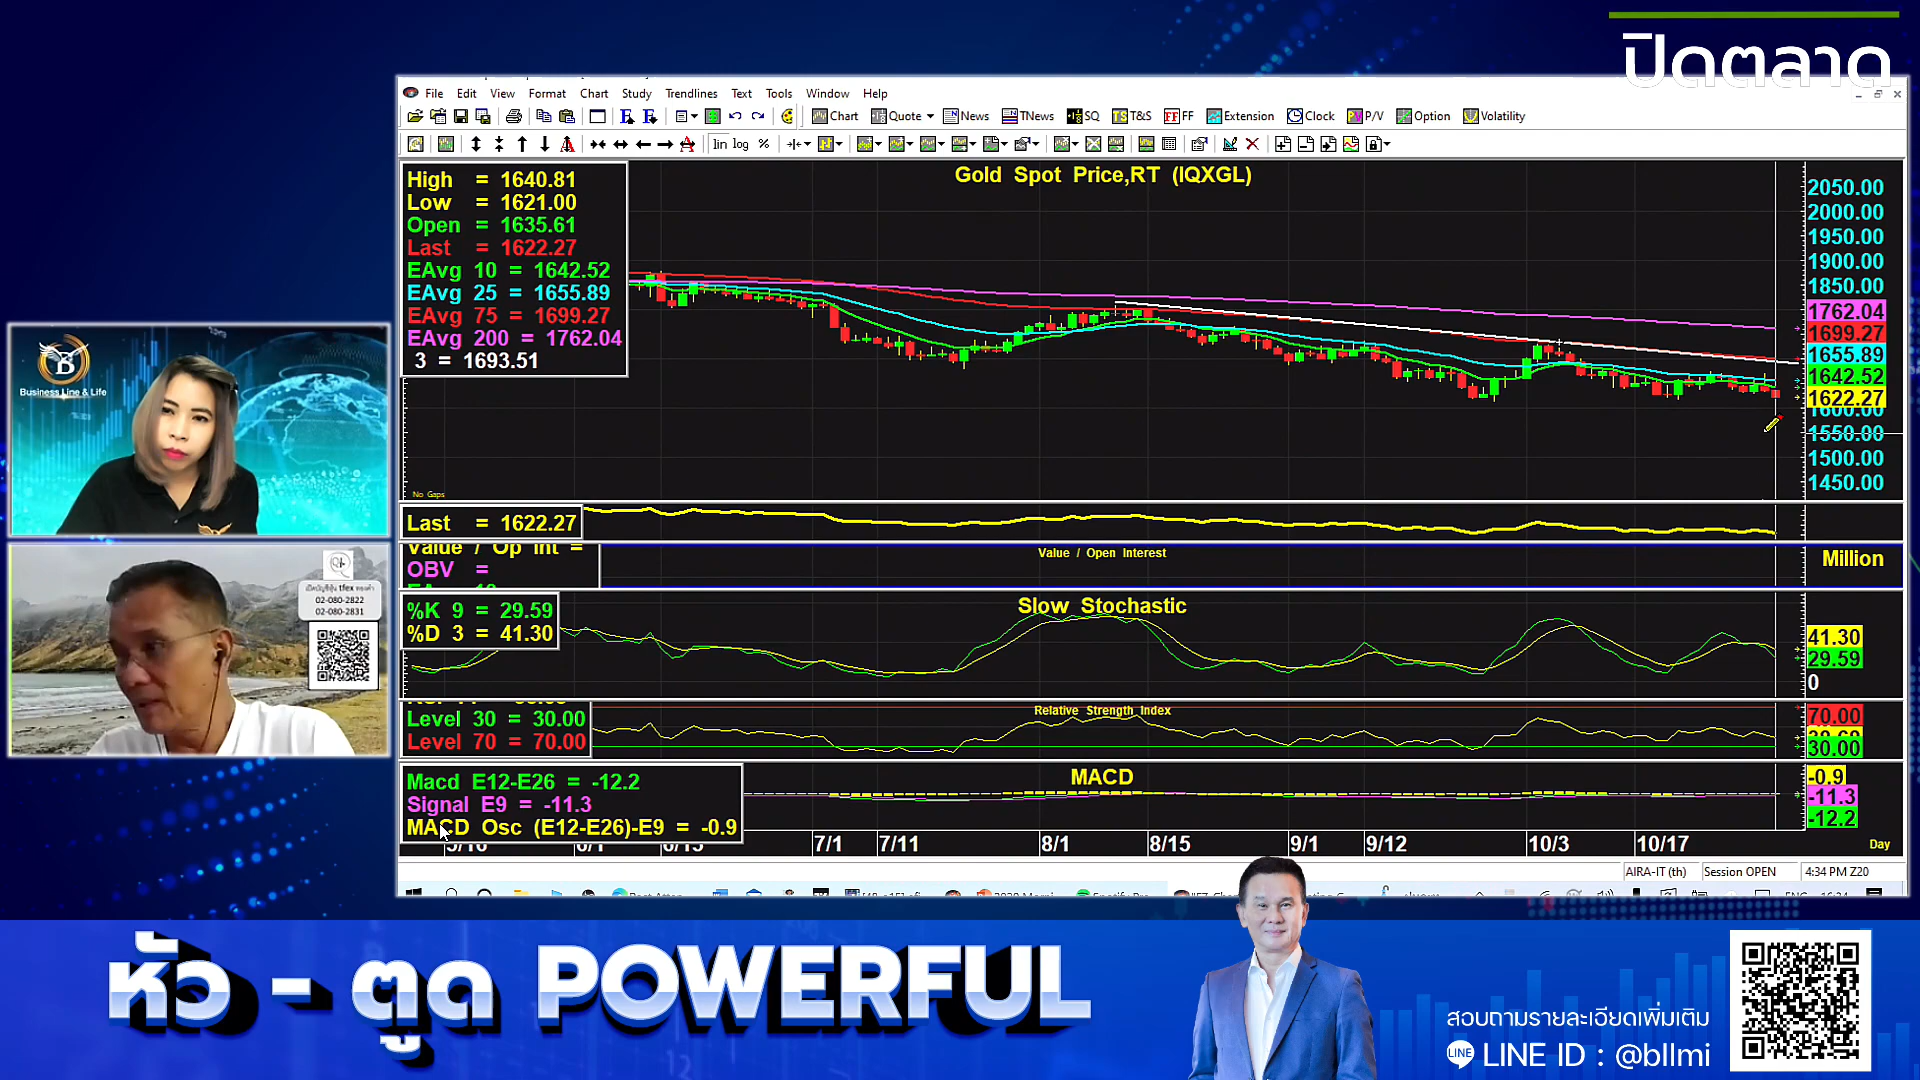 ปิดตลาด
File Edit View Format Chart Study Trendlines Text Tools Window Help
Chart Quote News TNews SQ T&S FF Extension Clock P/V Option Volatility
lin log %
Gold Spot Price,RT (IQXGL)
High = 1640.81
Low = 1621.00
Open = 1635.61
Last = 1622.27
EAvg 10 = 1642.52
EAvg 25 = 1655.89
EAvg 75 = 1699.27
EAvg 200 = 1762.04
3 = 1693.51
2050.00
2000.00
1950.00
1900.00
1850.00
1762.04
1699.27
1655.89
1642.52
1622.27
1600.00
1550.00
1500.00
1450.00
No Gaps
Last = 1622.27
Value / Op Int =
OBV =
Value / Open Interest
Million
%K 9 = 29.59
%D 3 = 41.30
Slow Stochastic
41.30
29.59
0
Level 30 = 30.00
Level 70 = 70.00
Relative Strength Index
70.00
30.00
Macd E12-E26 = -12.2
Signal E9 = -11.3
MACD Osc (E12-E26)-E9 = -0.9
MACD
-0.9
-11.3
-12.2
7/1 7/11 8/1 8/15 9/1 9/12 10/3 10/17 Day
AIRA-IT (th) Session OPEN 4:34 PM Z20
B
Business Line & Life
02-080-2822
02-080-2831
หัว - ตูด POWERFUL
สอบถามรายละเอียดเพิ่มเติม
LINE LINE ID : @bllmi